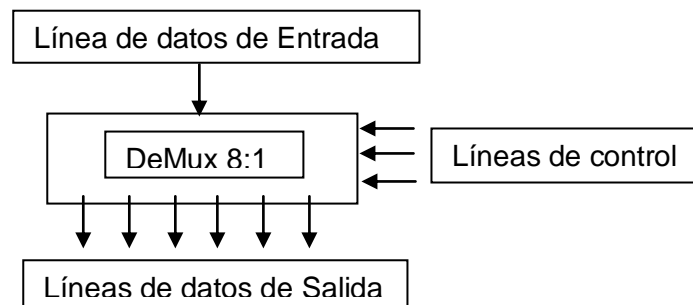 Línea de datos de Entrada
DeMux 8:1
Líneas de control
Líneas de datos de Salida